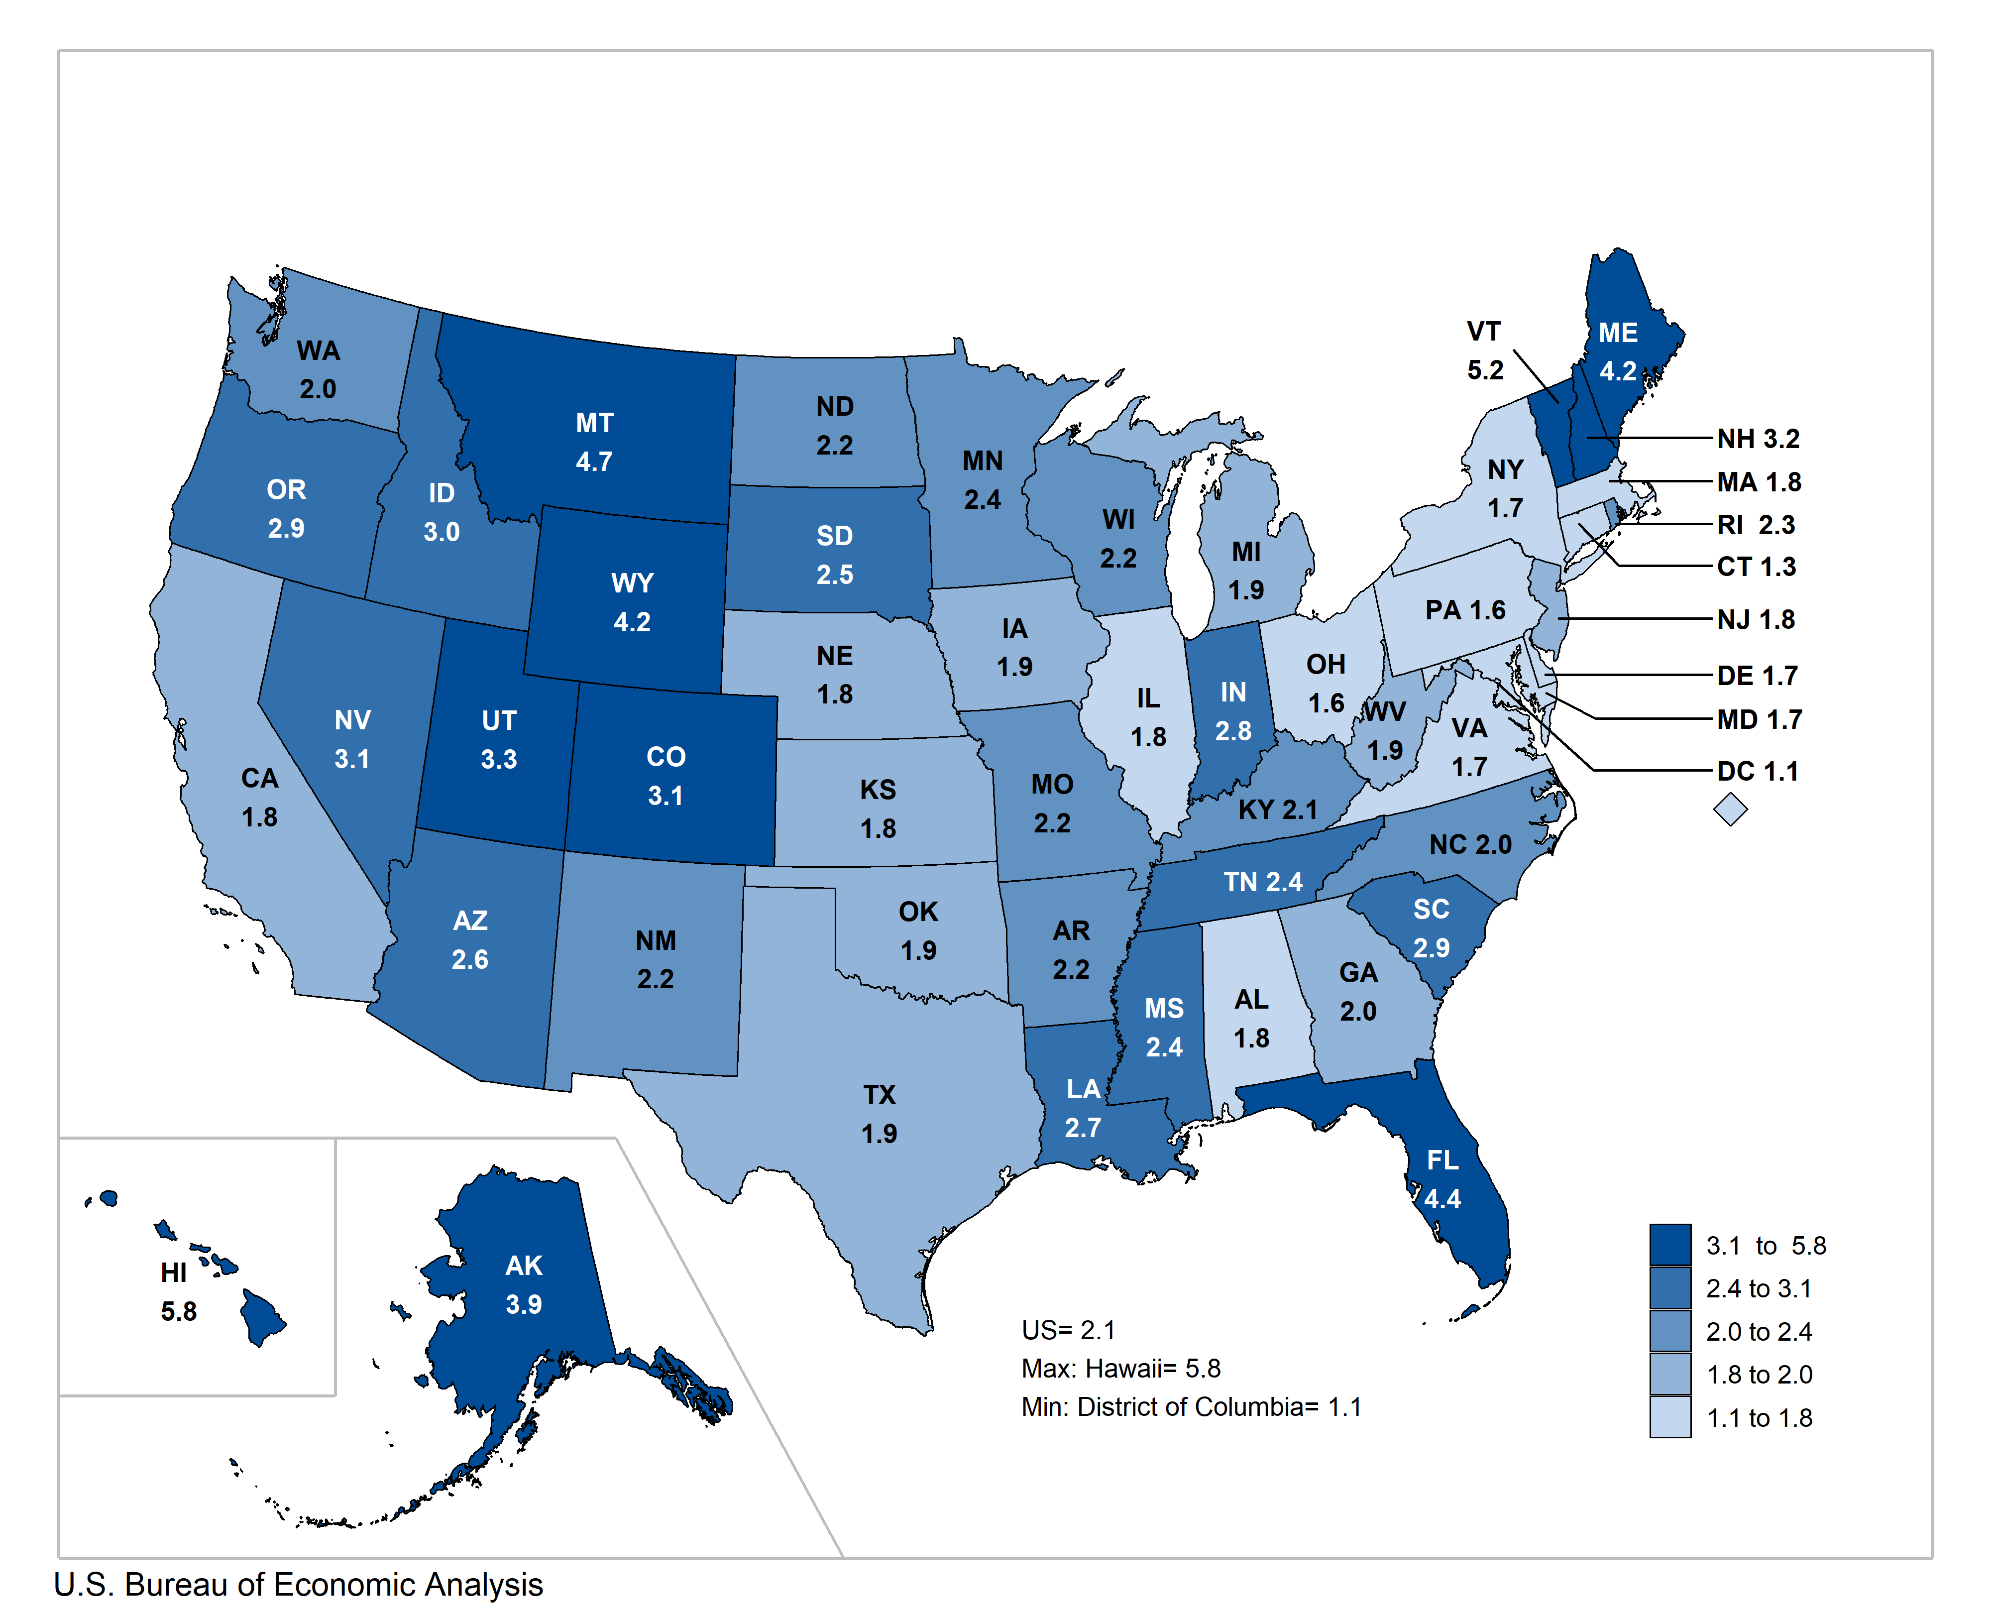 VT
5.2
ME
4.2
WA
2.0
MT
4.7
ND
2.2
MN
2.4
NH 3.2
NY
1.7
MA 1.8
OR
2.9
ID
3.0
SD
2.5
WI
2.2
RI  2.3
MI
1.9
CT 1.3
WY
4.2
PA 1.6
NJ 1.8
IA
1.9
NE
1.8
OH
1.6
DE 1.7
IL
1.8
IN
2.8
WV
1.9
MD 1.7
NV
3.1
UT
3.3
VA
1.7
CO
3.1
DC 1.1
CA
1.8
KS
1.8
MO
2.2
KY 2.1
NC 2.0
TN 2.4
AZ
2.6
NM
2.2
OK
1.9
AR
2.2
SC
2.9
MS
2.4
AL
1.8
GA
2.0
TX
1.9
LA
2.7
FL
4.4
HI
5.8
AK
3.9
3.1  to  5.8
2.4 to 3.1
2.0 to 2.4
1.8 to 2.0
1.1 to 1.8
US= 2.1
Max: Hawaii= 5.8
Min: District of Columbia= 1.1
U.S. Bureau of Economic Analysis